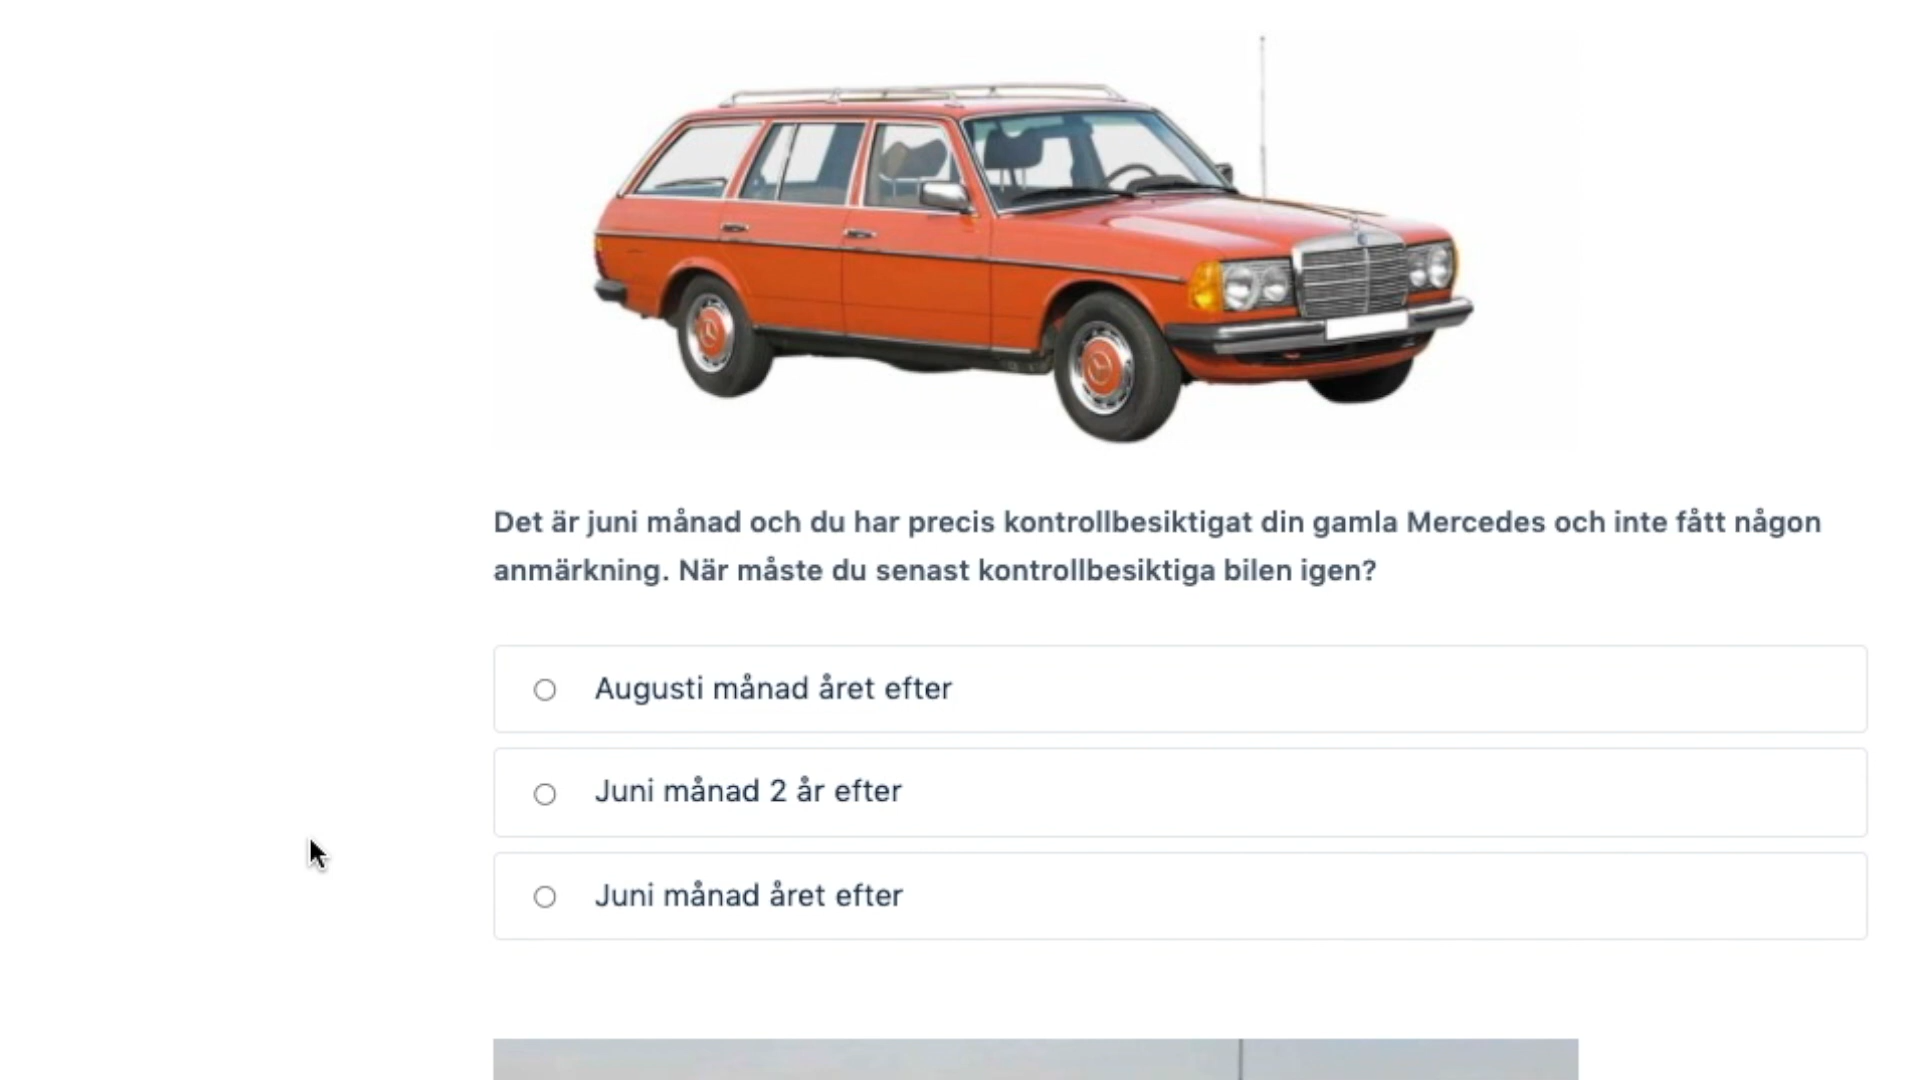 Det är juni månad och du har precis kontrollbesiktigat din gamla Mercedes och inte fått någon
anmärkning. När måste du senast kontrollbesiktiga bilen igen?
Augusti månad året efter
Juni månad 2 år efter
Juni månad året efter